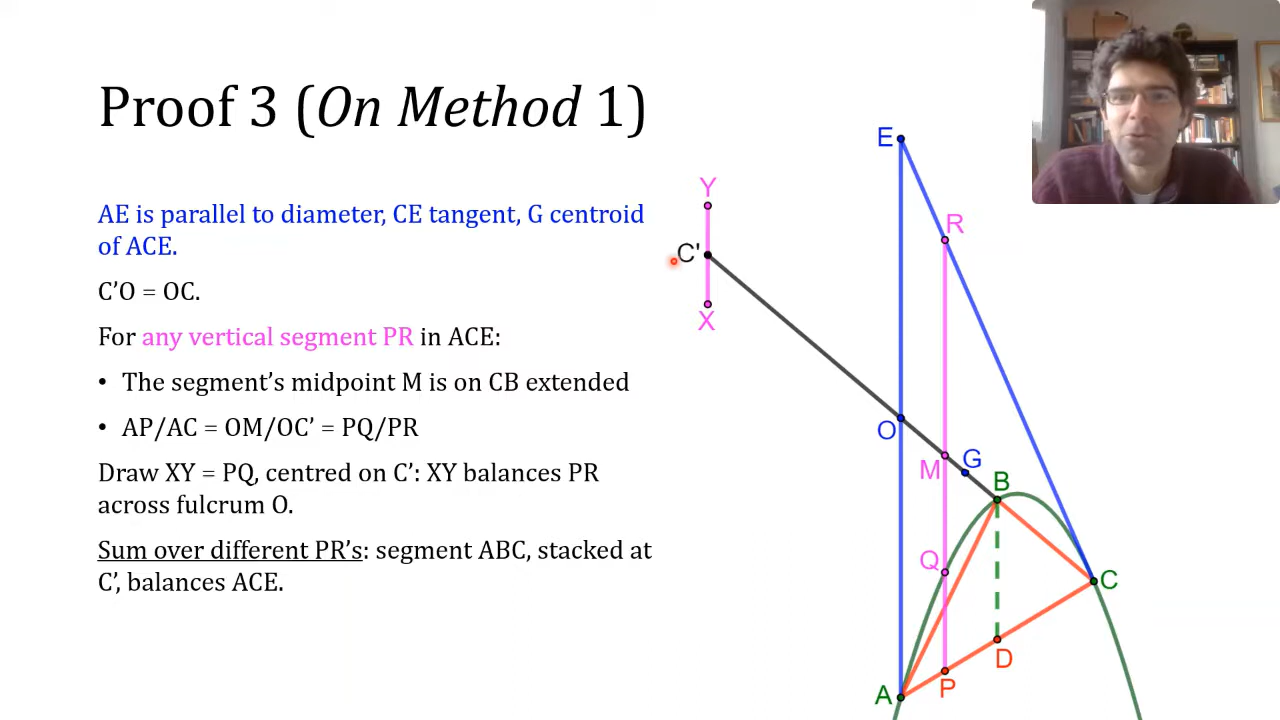 Proof 3 (On Method 1)
AE is parallel to diameter, CE tangent, G centroid
of ACE.
C’O = OC.
For any vertical segment PR in ACE:
• The segment’s midpoint M is on CB extended
• AP/AC = OM/OC’ = PQ/PR
Draw XY = PQ, centred on C’: XY balances PR
across fulcrum O.
Sum over different PR’s: segment ABC, stacked at
C’, balances ACE.
E
Y
R
C'
X
O
M
G
B
Q
C
D
P
A